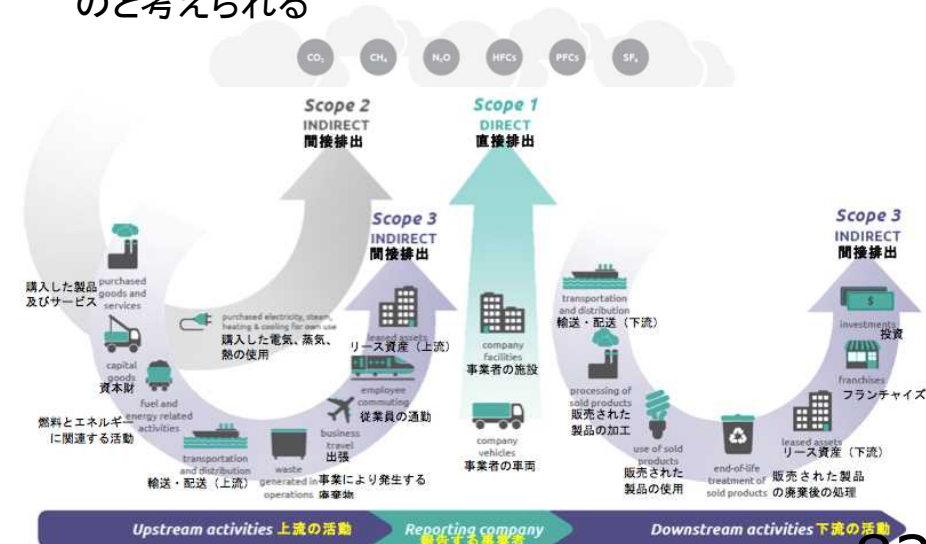 のと考えられる
CO₂ CH₄ N₂O HFCs PFCs SF₆
Scope 2
INDIRECT
間接排出
Scope 1
DIRECT
直接排出
Scope 3
INDIRECT
間接排出
Scope 3
INDIRECT
間接排出
purchased
goods and
services
購入した製品
及びサービス
capital
goods
資本財
fuel and
energy related
activities
燃料とエネルギー
に関連する活動
purchased electricity, steam,
heating & cooling for own use
購入した電気、蒸気、
熱の使用
transportation
and distribution
輸送・配送（上流）
waste
generated in
operations
事業により発生する
廃棄物
business
travel
出張
employee
commuting
従業員の通勤
leased assets
リース資産（上流）
company
facilities
事業者の施設
company
vehicles
事業者の車両
transportation
and distribution
輸送・配送（下流）
processing of
sold products
販売された
製品の加工
use of sold
products
販売された
製品の使用
end-of-life
treatment of
sold products
販売された製品
の廃棄後の処理
leased assets
リース資産（下流）
franchises
フランチャイズ
investments
投資
$
Upstream activities 上流の活動
Reporting company
報告する事業者
Downstream activities 下流の活動